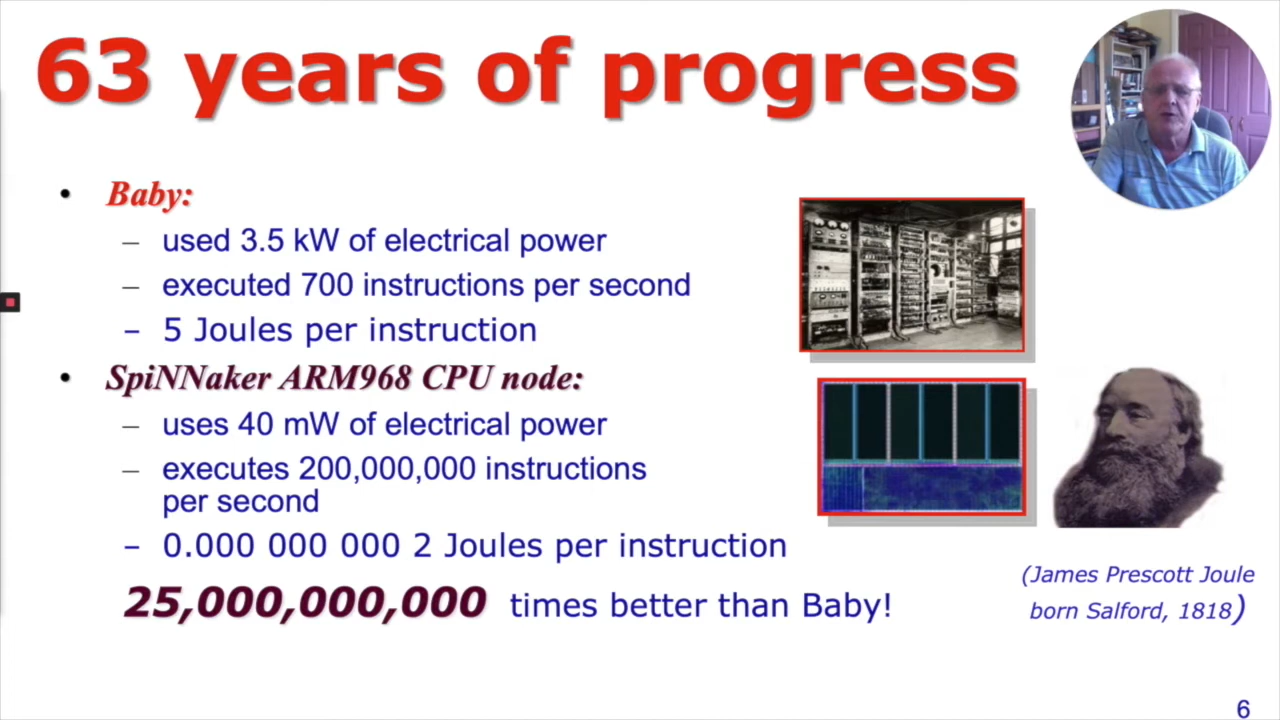 63 years of progress
• Baby:
– used 3.5 kW of electrical power
– executed 700 instructions per second
– 5 Joules per instruction
• SpiNNaker ARM968 CPU node:
– uses 40 mW of electrical power
– executes 200,000,000 instructions
per second
– 0.000 000 000 2 Joules per instruction
25,000,000,000 times better than Baby!
(James Prescott Joule
born Salford, 1818)
6